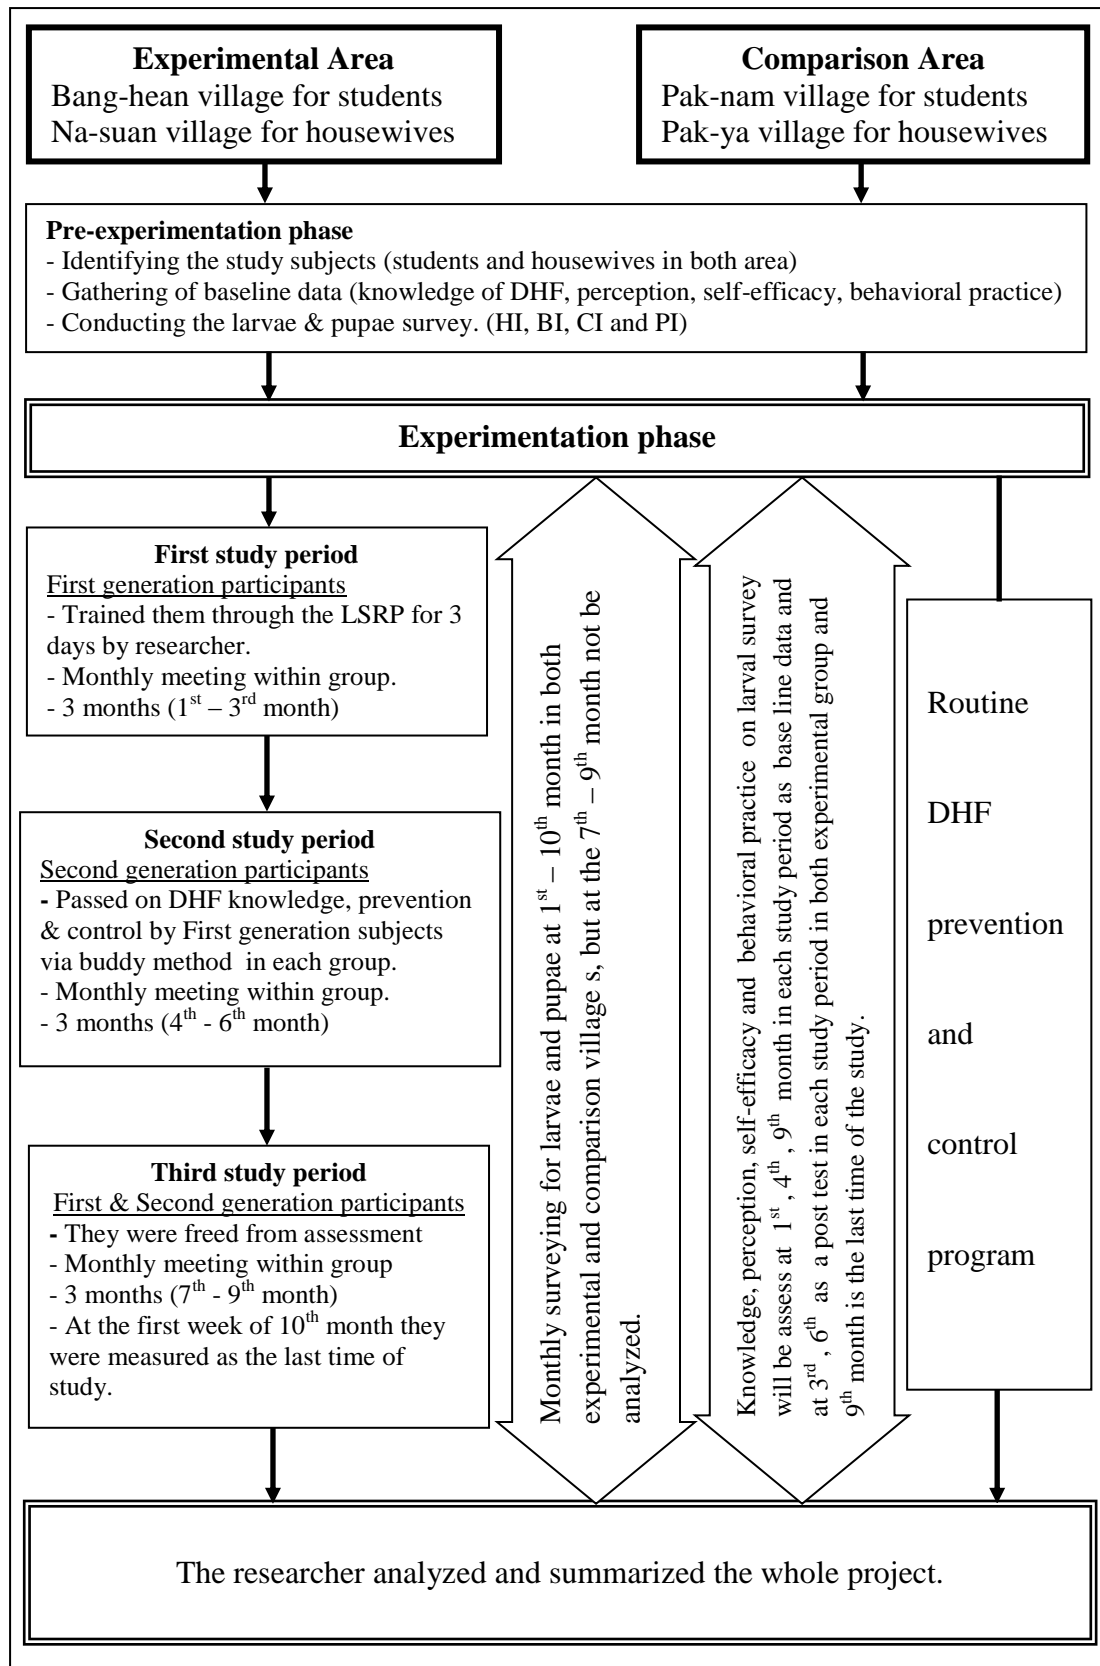 Experimental Area
Bang-hean village for students
Na-suan village for housewives
Comparison Area
Pak-nam village for students
Pak-ya village for housewives
Pre-experimentation phase
- Identifying the study subjects (students and housewives in both area)
- Gathering of baseline data (knowledge of DHF, perception, self-efficacy, behavioral practice)
- Conducting the larvae & pupae survey. (HI, BI, CI and PI)
Experimentation phase
First study period
First generation participants
- Trained them through the LSRP for 3
days by researcher.
- Monthly meeting within group.
- 3 months (1st – 3rd month)
Second study period
Second generation participants
- Passed on DHF knowledge, prevention
& control by First generation subjects
via buddy method in each group.
- Monthly meeting within group.
- 3 months (4th - 6th month)
Third study period
First & Second generation participants
- They were freed from assessment
- Monthly meeting within group
- 3 months (7th - 9th month)
- At the first week of 10th month they
were measured as the last time of
study.
Monthly surveying for larvae and pupae at 1st – 10th month in both
experimental and comparison village s, but at the 7th – 9th month not be
analyzed.
Knowledge, perception, self-efficacy and behavioral practice on larval survey
will be assess at 1st , 4th , 9th month in each study period as base line data and
at 3rd , 6th as a post test in each study period in both experimental group and
9th month is the last time of the study.
Routine
DHF
prevention
and
control
program
The researcher analyzed and summarized the whole project.